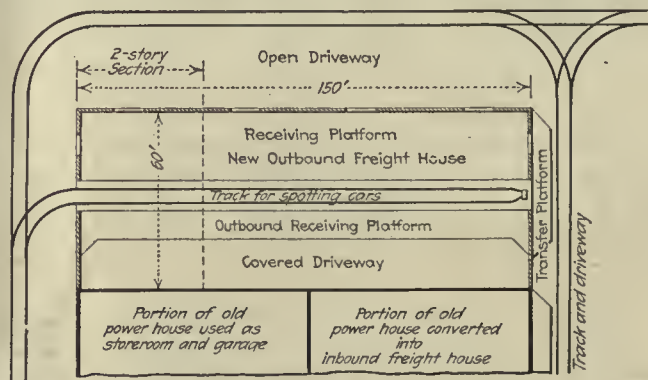 2-story
Section
Open Driveway
150'
Receiving Platform
New Outbound Freight House
60'
Track for spotting cars
Outbound Receiving Platform
Covered Driveway
Transfer Platform
Track and driveway
Portion of old
power house used as
storeroom and garage
Portion of old
power house converted
into
inbound freight house